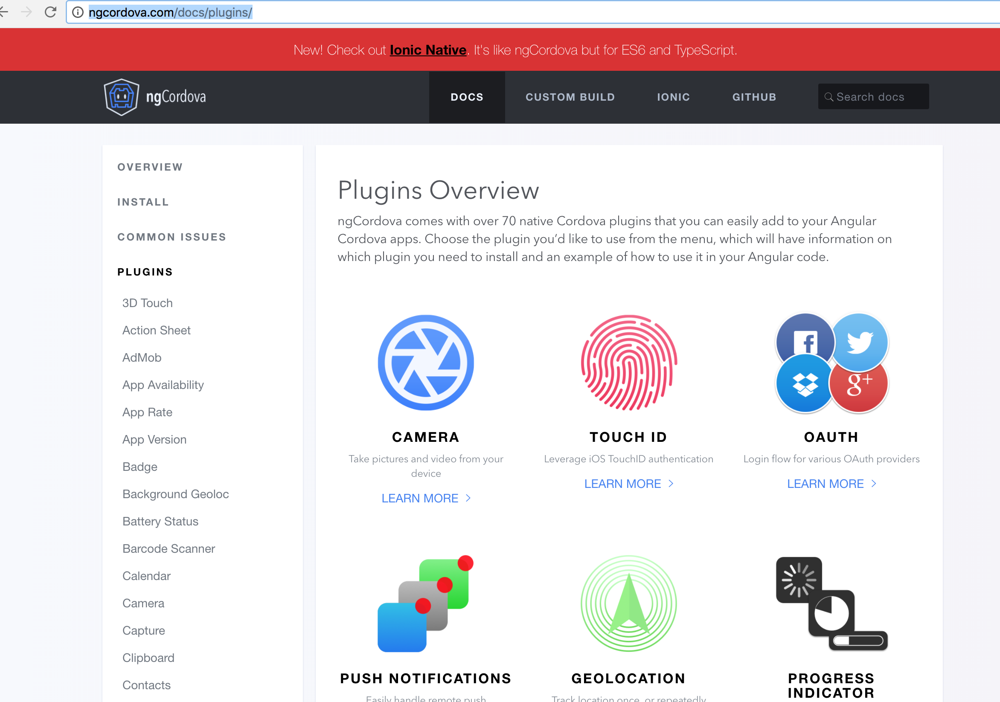 ngcordova.com/docs/plugins/
New! Check out Ionic Native. It's like ngCordova but for ES6 and TypeScript.
ngCordova
DOCS
CUSTOM BUILD
IONIC
GITHUB
Search docs
OVERVIEW
INSTALL
COMMON ISSUES
PLUGINS
3D Touch
Action Sheet
AdMob
App Availability
App Rate
App Version
Badge
Background Geoloc
Battery Status
Barcode Scanner
Calendar
Camera
Capture
Clipboard
Contacts
Plugins Overview
ngCordova comes with over 70 native Cordova plugins that you can easily add to your Angular
Cordova apps. Choose the plugin you’d like to use from the menu, which will have information on
which plugin you need to install and an example of how to use it in your Angular code.
CAMERA
Take pictures and video from your
device
LEARN MORE
TOUCH ID
Leverage iOS TouchID authentication
LEARN MORE
f
g+
OAUTH
Login flow for various OAuth providers
LEARN MORE
PUSH NOTIFICATIONS
Easily handle remote push
GEOLOCATION
Track location once, or repeatedly
PROGRESS
INDICATOR